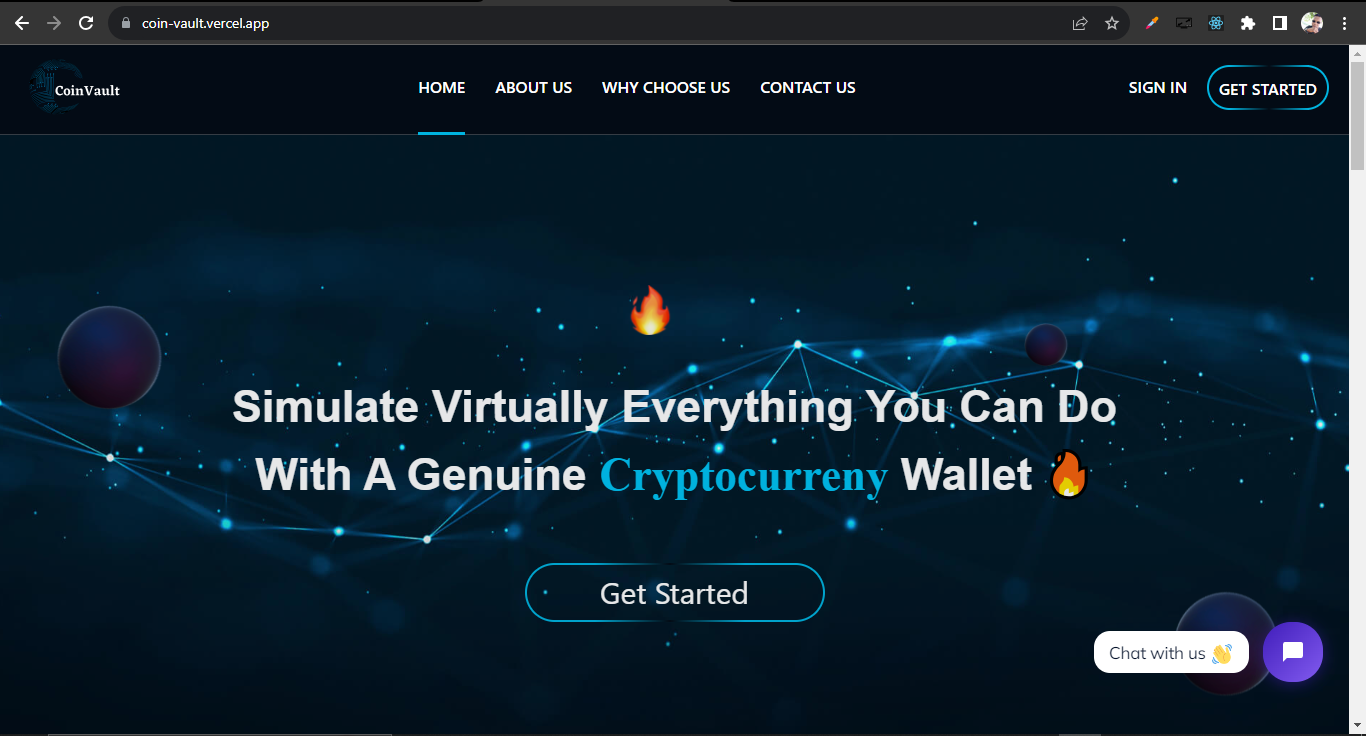 coin-vault.vercel.app
CoinVault
HOME ABOUT US WHY CHOOSE US CONTACT US SIGN IN GET STARTED
Simulate Virtually Everything You Can Do
With A Genuine Cryptocurreny Wallet 🔥
Get Started
Chat with us 👋